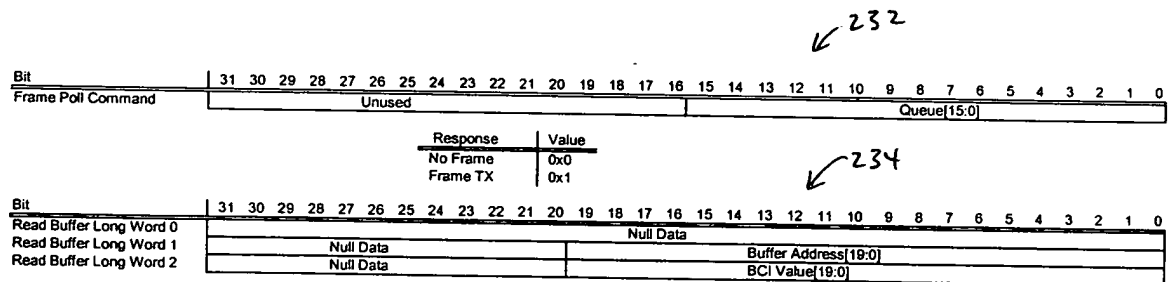 232
Bit 31 30 29 28 27 26 25 24 23 22 21 20 19 18 17 16 15 14 13 12 11 10 9 8 7 6 5 4 3 2 1 0
Frame Poll Command Unused Queue[15:0]
Response Value
No Frame 0x0
Frame TX 0x1
234
Bit 31 30 29 28 27 26 25 24 23 22 21 20 19 18 17 16 15 14 13 12 11 10 9 8 7 6 5 4 3 2 1 0
Read Buffer Long Word 0 Null Data
Read Buffer Long Word 1 Null Data Buffer Address[19:0]
Read Buffer Long Word 2 Null Data BCI Value[19:0]